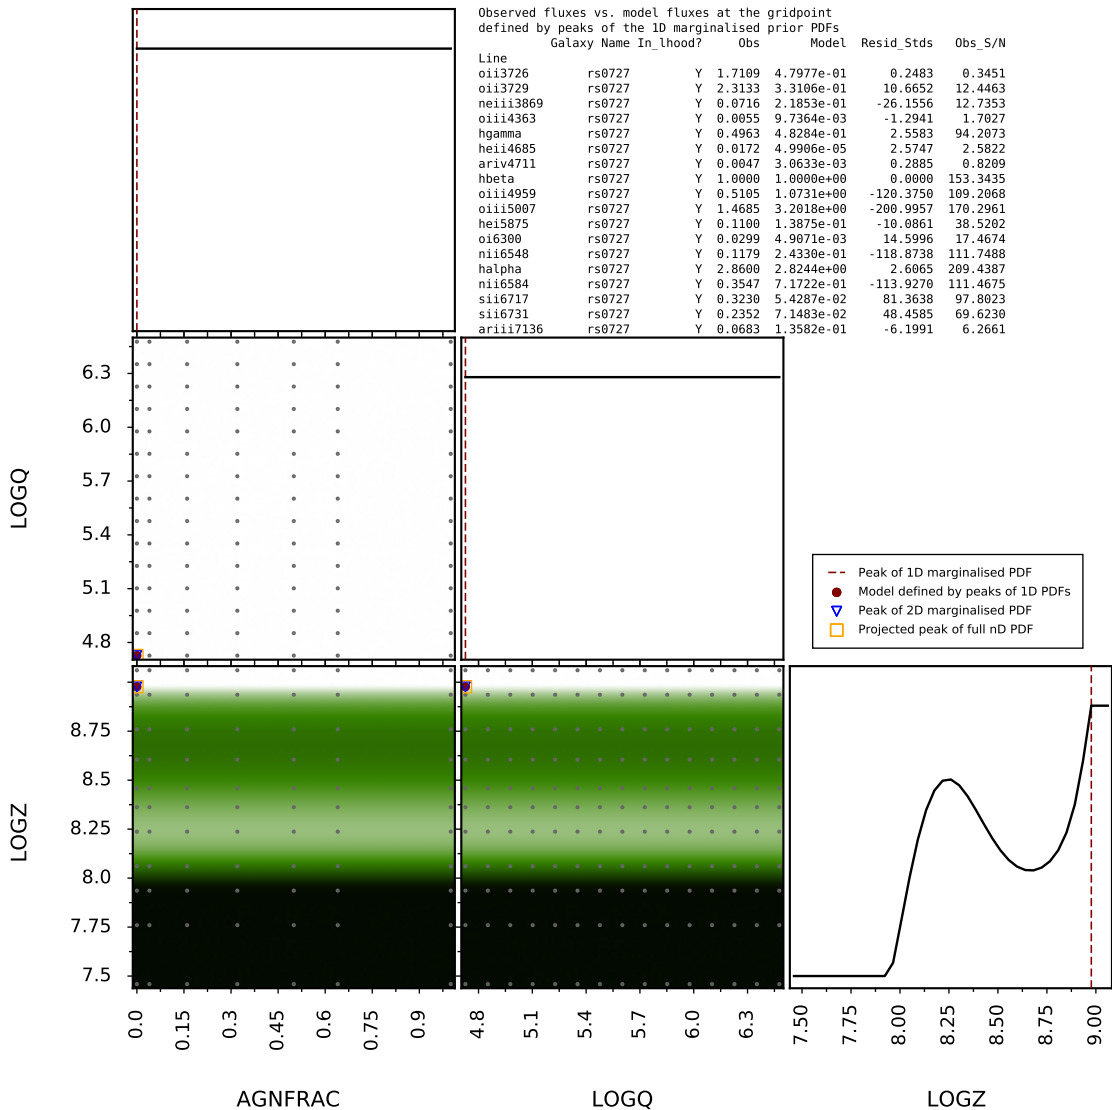 Observed fluxes vs. model fluxes at the gridpoint
defined by peaks of the 1D marginalised prior PDFs
Galaxy Name In_lhood? Obs Model Resid_Stds Obs_S/N
Line
oii3726 rs0727 Y 1.7109 4.7977e-01 0.2483 0.3451
oii3729 rs0727 Y 2.3133 3.3106e-01 10.6652 12.4463
neiii3869 rs0727 Y 0.0716 2.1853e-01 -26.1556 12.7353
oiii4363 rs0727 Y 0.0055 9.7364e-03 -1.2941 1.7027
hgamma rs0727 Y 0.4963 4.8284e-01 2.5583 94.2073
heii4685 rs0727 Y 0.0172 4.9906e-05 2.5747 2.5822
ariv4711 rs0727 Y 0.0047 3.0633e-03 0.2885 0.8209
hbeta rs0727 Y 1.0000 1.0000e+00 0.0000 153.3435
oiii4959 rs0727 Y 0.5105 1.0731e+00 -120.3750 109.2068
oiii5007 rs0727 Y 1.4685 3.2018e+00 -200.9957 170.2961
hei5875 rs0727 Y 0.1100 1.3875e-01 -10.0861 38.5202
oi6300 rs0727 Y 0.0299 4.9071e-03 14.5996 17.4674
nii6548 rs0727 Y 0.1179 2.4330e-01 -118.8738 111.7488
halpha rs0727 Y 2.8600 2.8244e+00 2.6065 209.4387
nii6584 rs0727 Y 0.3547 7.1722e-01 -113.9270 111.4675
sii6717 rs0727 Y 0.3230 5.4287e-02 81.3638 97.8023
sii6731 rs0727 Y 0.2352 7.1483e-02 48.4585 69.6230
ariii7136 rs0727 Y 0.0683 1.3582e-01 -6.1991 6.2661
6.3
6.0
5.7
5.4
5.1
4.8
LOGQ
Peak of 1D marginalised PDF
Model defined by peaks of 1D PDFs
Peak of 2D marginalised PDF
Projected peak of full nD PDF
8.75
8.5
8.25
8.0
7.75
7.5
LOGZ
0.0 0.15 0.3 0.45 0.6 0.75 0.9
4.8 5.1 5.4 5.7 6.0 6.3
7.50 7.75 8.00 8.25 8.50 8.75 9.00
AGNFRAC LOGQ LOGZ